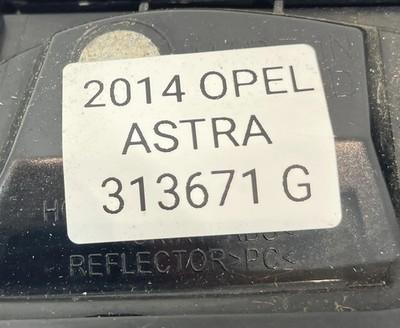 2014 OPEL
ASTRA
313671 G
REFLECTOR>PC<